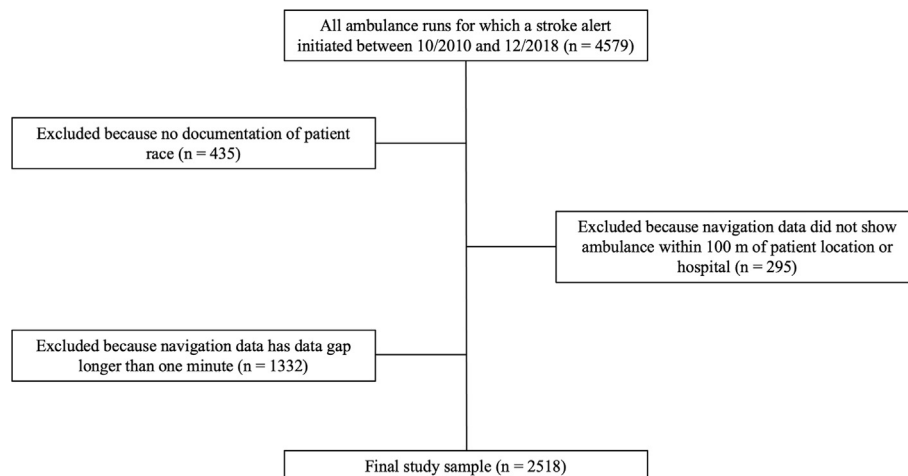 All ambulance runs for which a stroke alert
initiated between 10/2010 and 12/2018 (n = 4579)
Excluded because no documentation of patient
race (n = 435)
Excluded because navigation data did not show
ambulance within 100 m of patient location or
hospital (n = 295)
Excluded because navigation data has data gap
longer than one minute (n = 1332)
Final study sample (n = 2518)